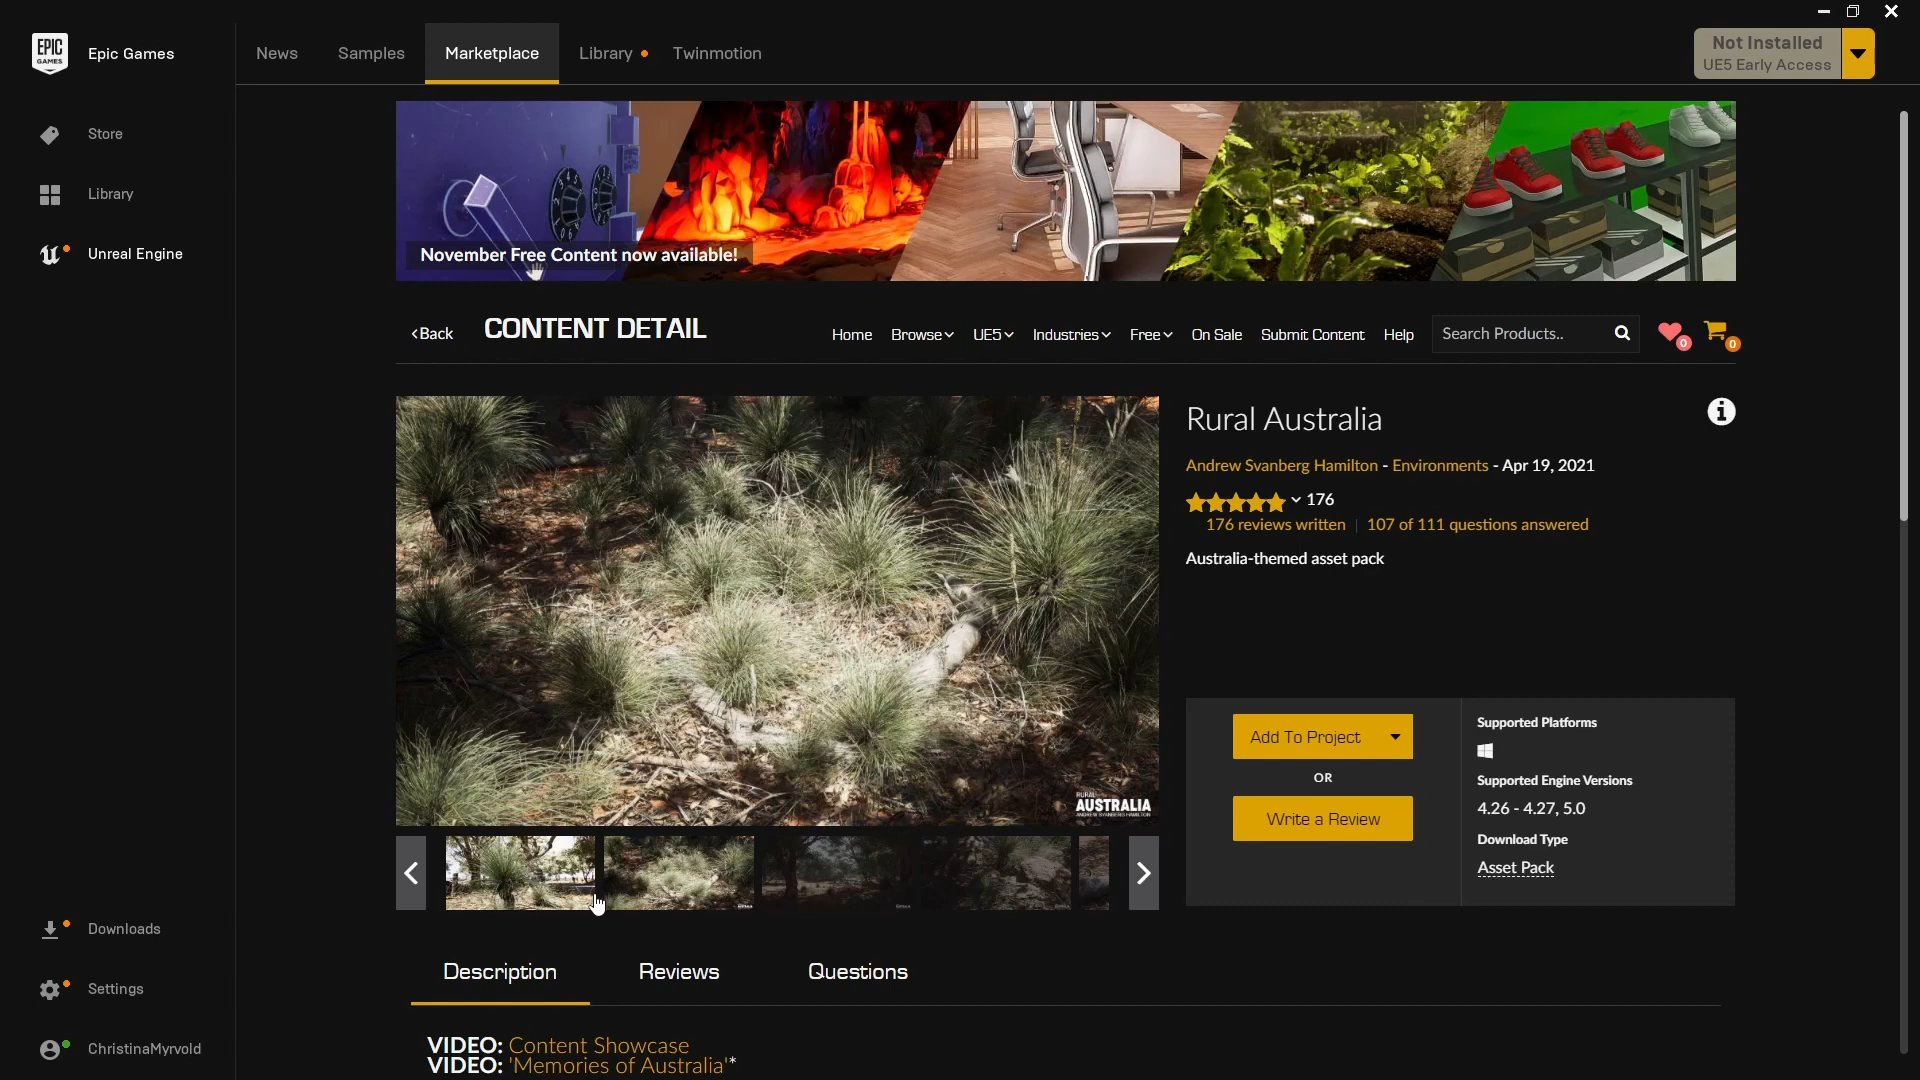 EPIC
GAMES
Epic Games
News
Samples
Marketplace
Library
Twinmotion
Not Installed
UE5 Early Access
Store
Library
Unreal Engine
November Free Content now available!
<Back
CONTENT DETAIL
Home
Browse
UE5
Industries
Free
On Sale
Submit Content
Help
Search Products..
0
0
Rural Australia
Andrew Svanberg Hamilton - Environments - Apr 19, 2021
176
176 reviews written | 107 of 111 questions answered
Australia-themed asset pack
RURAL
AUSTRALIA
ANDREW SVANBERG HAMILTON
Add To Project
OR
Write a Review
Supported Platforms
Supported Engine Versions
4.26 - 4.27, 5.0
Download Type
Asset Pack
Description
Reviews
Questions
VIDEO: Content Showcase
VIDEO: 'Memories of Australia'*
Downloads
Settings
ChristinaMyrvold